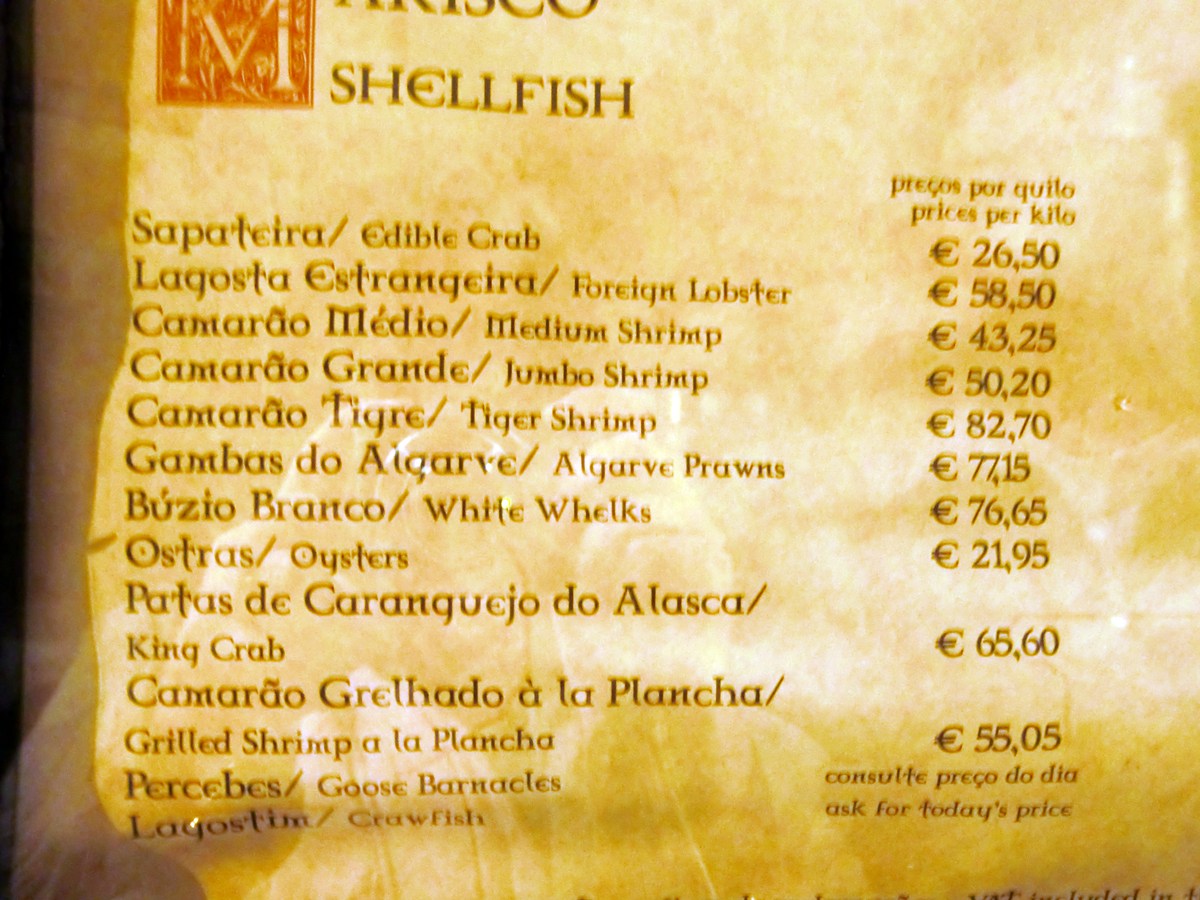 MARISCO
SHELLFISH
preços por quilo
prices per kilo
Sapateira/ Edible Crab € 26,50
Lagosta Estrangeira/ Foreign Lobster € 58,50
Camarão Médio/ Medium Shrimp € 43,25
Camarão Grande/ Jumbo Shrimp € 50,20
Camarão Tigre/ Tiger Shrimp € 82,70
Gambas do Algarve/ Algarve Prawns € 77,15
Búzio Branco/ White Whelks € 76,65
Ostras/ Oysters € 21,95
Patas de Caranguejo do Alasca/
King Crab € 65,60
Camarão Grelhado à la Plancha/
Grilled Shrimp a la Plancha € 55,05
Percebes/ Goose Barnacles consulte preço do dia
Lagostim/ Crawfish ask for today's price
VAT included in